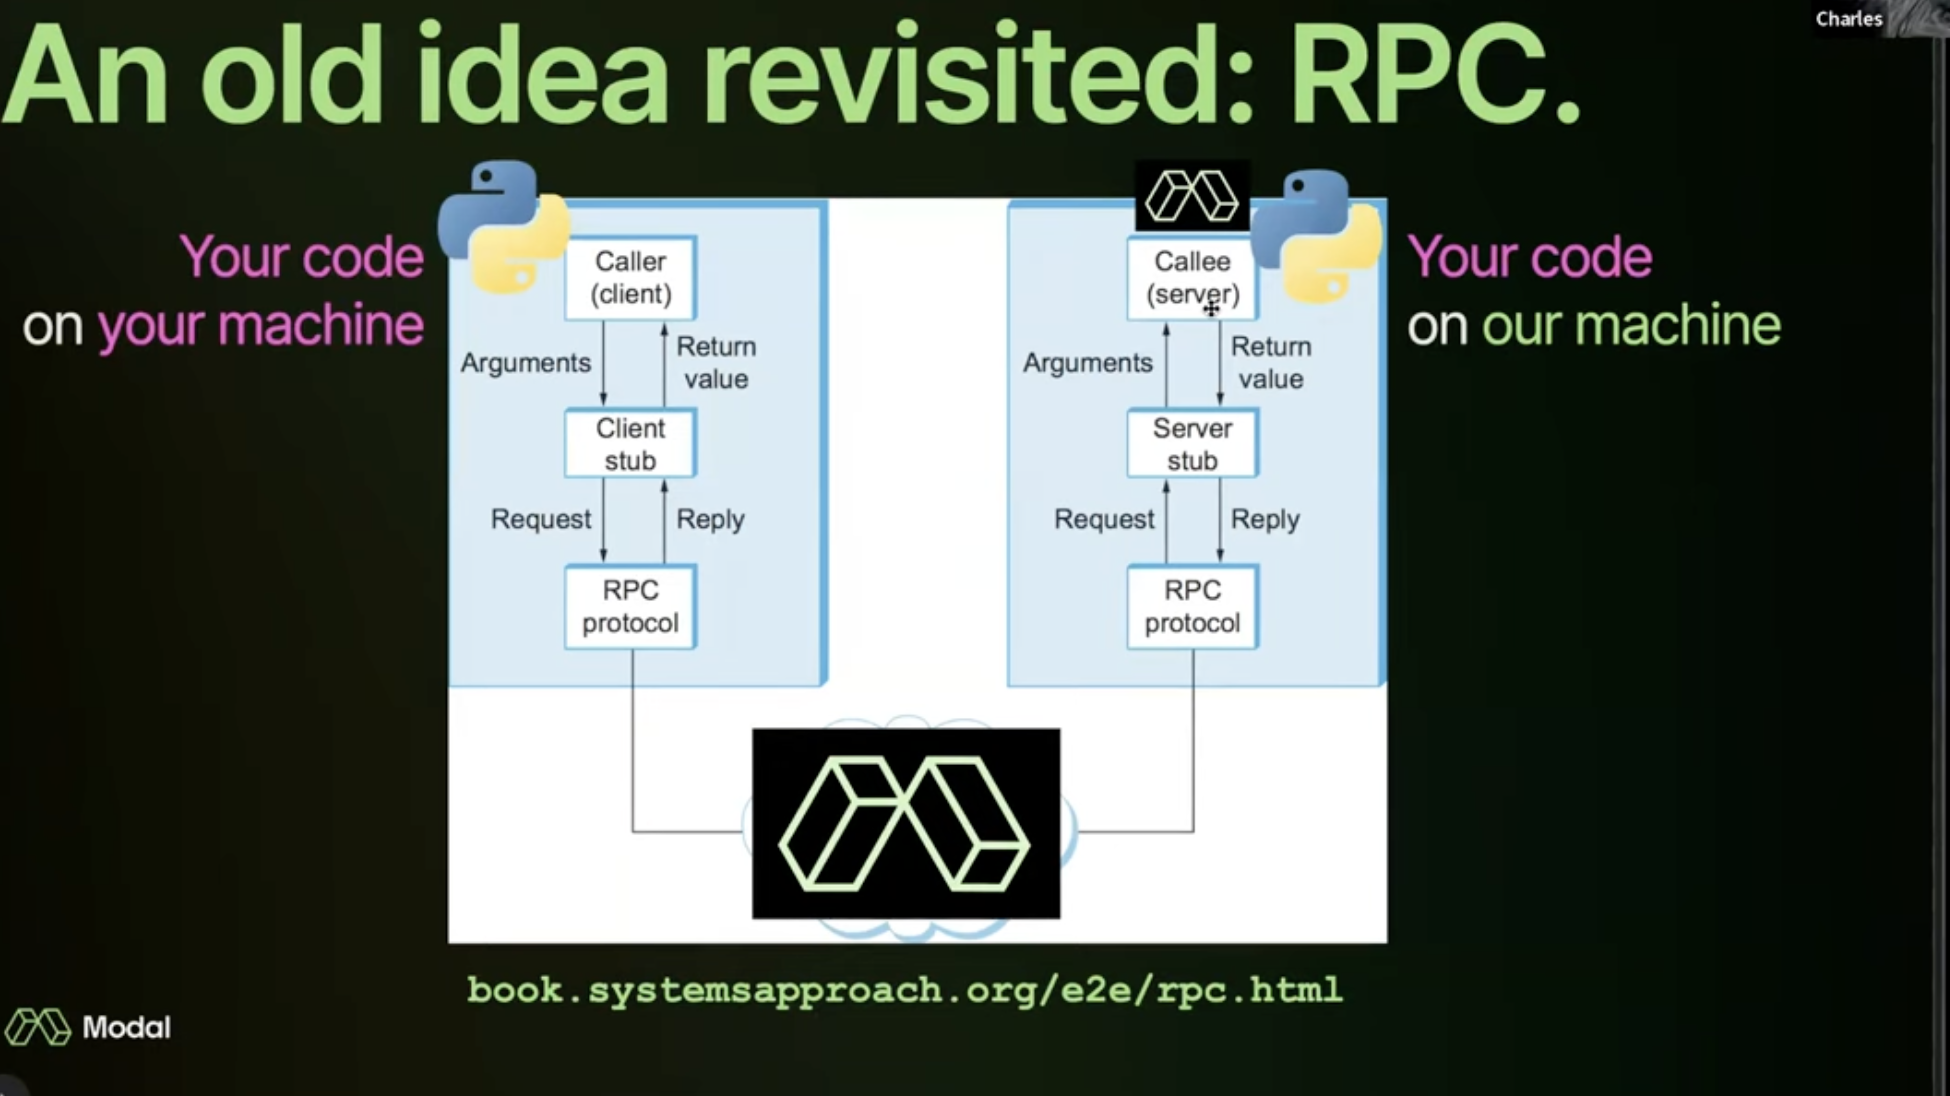 Charles
An old idea revisited: RPC.
Your code
on your machine
Caller
(client)
Arguments
Return
value
Client
stub
Request
Reply
RPC
protocol
Callee
(server)
Arguments
Return
value
Server
stub
Request
Reply
RPC
protocol
Your code
on our machine
book.systemsapproach.org/e2e/rpc.html
Modal